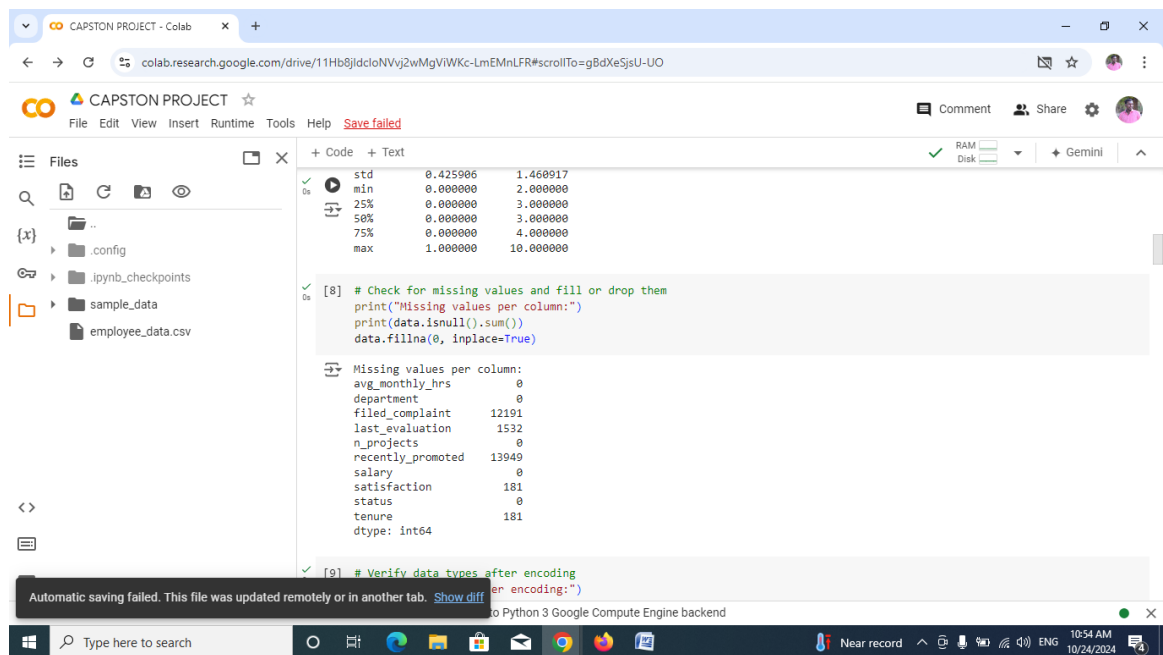 CAPSTON PROJECT - Colab
colab.research.google.com/drive/11Hb8jldcIoNVvj2wMgViWKc-LmEMnLFR#scrollTo=gBdXeSjsU-UO
CAPSTON PROJECT
File Edit View Insert Runtime Tools Help Save failed
Comment Share
Files
+ Code + Text
RAM
Disk
Gemini
0s
std 0.425906 1.460917
min 0.000000 2.000000
25% 0.000000 3.000000
50% 0.000000 3.000000
75% 0.000000 4.000000
max 1.000000 10.000000
{x}
..
.config
.ipynb_checkpoints
sample_data
employee_data.csv
0s
[8] # Check for missing values and fill or drop them
print("Missing values per column:")
print(data.isnull().sum())
data.fillna(0, inplace=True)
Missing values per column:
avg_monthly_hrs 0
department 0
filed_complaint 12191
last_evaluation 1532
n_projects 0
recently_promoted 13949
salary 0
satisfaction 181
status 0
tenure 181
dtype: int64
<>
[9] # Verify data types after encoding
er encoding:")
Automatic saving failed. This file was updated remotely or in another tab. Show diff
to Python 3 Google Compute Engine backend
Type here to search
Near record
ENG
10:54 AM
10/24/2024
4